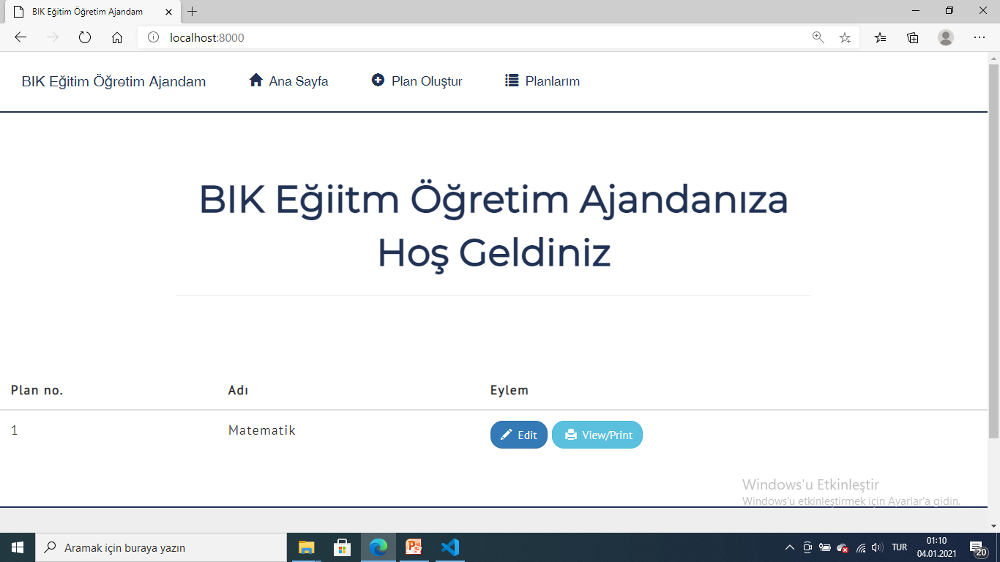 BIK Eğitim Öğretim Ajandam
localhost:8000
BIK Eğitim Öğretim Ajandam Ana Sayfa Plan Oluştur Planlarım
BIK Eğiitm Öğretim Ajandanıza
Hoş Geldiniz
Plan no. Adı Eylem
1 Matematik Edit View/Print
Windows'u Etkinleştir
Windows'u etkinleştirmek için Ayarlar'a gidin.
Aramak için buraya yazın
TUR
01:10
04.01.2021
20